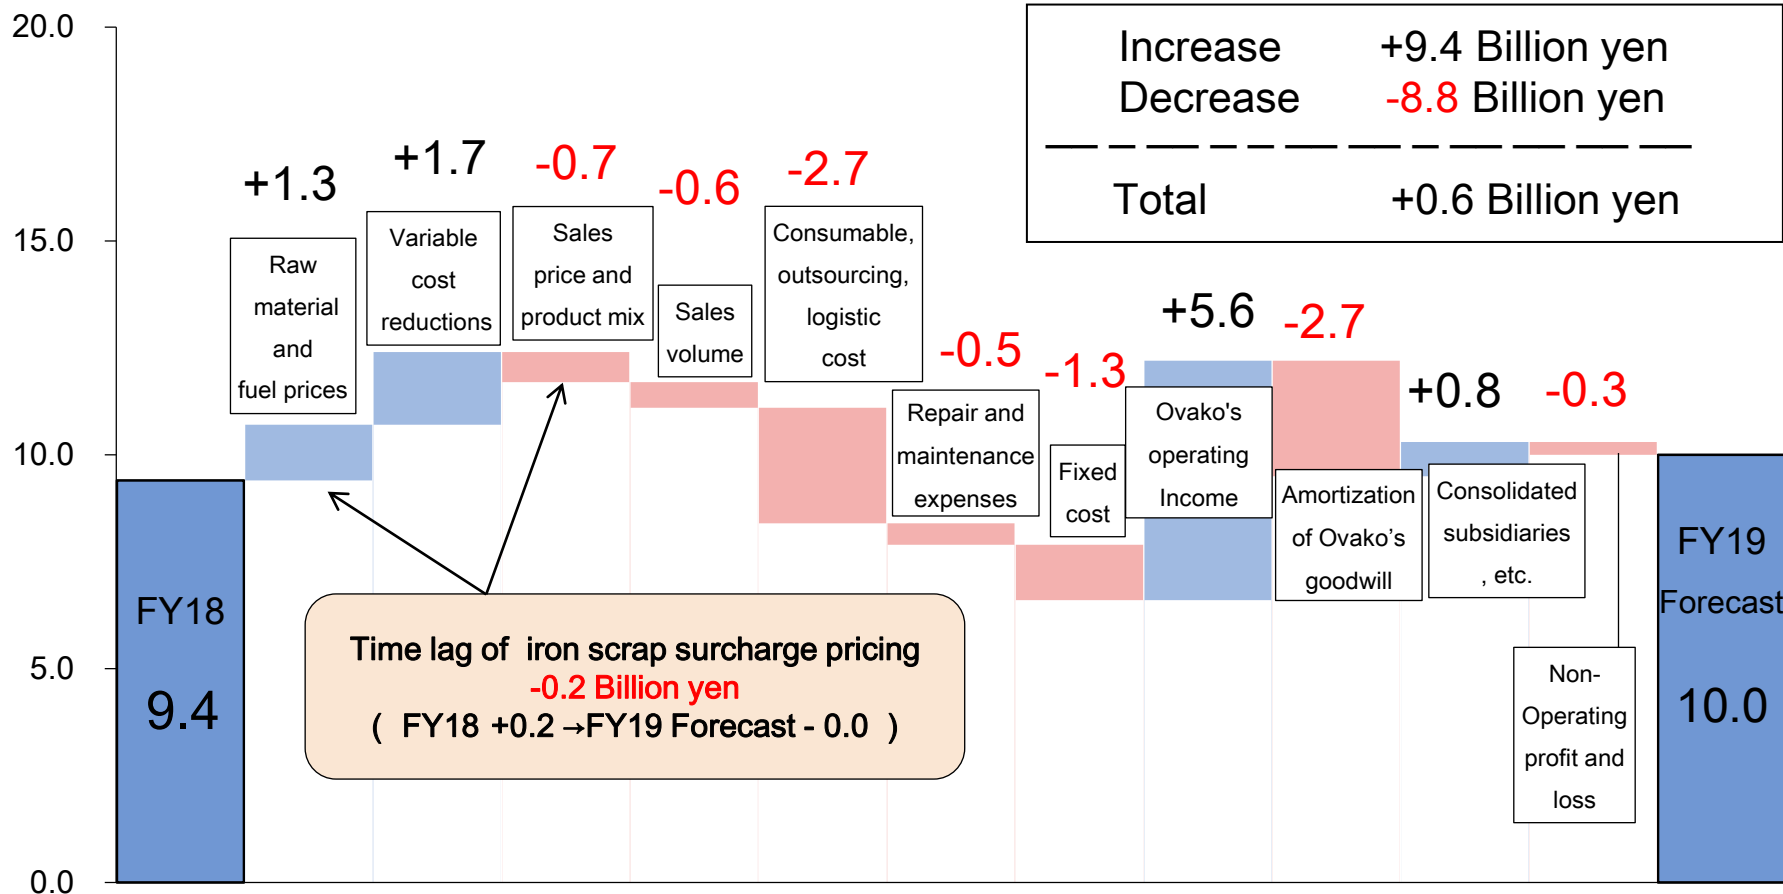 20.0
15.0
10.0
5.0
0.0
Increase +9.4 Billion yen
Decrease -8.8 Billion yen
Total +0.6 Billion yen
FY18
9.4
+1.3
Raw
material
and
fuel prices
+1.7
Variable
cost
reductions
-0.7
Sales
price and
product mix
-0.6
Sales
volume
-2.7
Consumable,
outsourcing,
logistic
cost
-0.5
Repair and
maintenance
expenses
-1.3
Fixed
cost
+5.6
Ovako's
operating
Income
-2.7
Amortization
of Ovako’s
goodwill
+0.8
Consolidated
subsidiaries
, etc.
-0.3
Non-
Operating
profit and
loss
FY19
Forecast
10.0
Time lag of iron scrap surcharge pricing
-0.2 Billion yen
( FY18 +0.2 →FY19 Forecast - 0.0 )